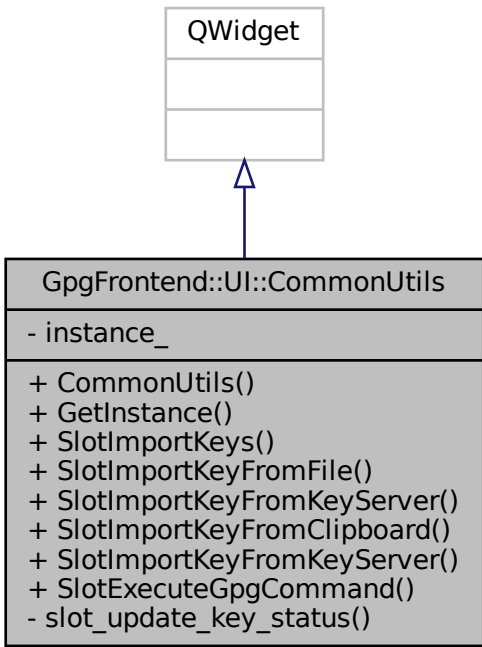 QWidget
GpgFrontend::UI::CommonUtils
- instance_
+ CommonUtils()
+ GetInstance()
+ SlotImportKeys()
+ SlotImportKeyFromFile()
+ SlotImportKeyFromKeyServer()
+ SlotImportKeyFromClipboard()
+ SlotImportKeyFromKeyServer()
+ SlotExecuteGpgCommand()
- slot_update_key_status()